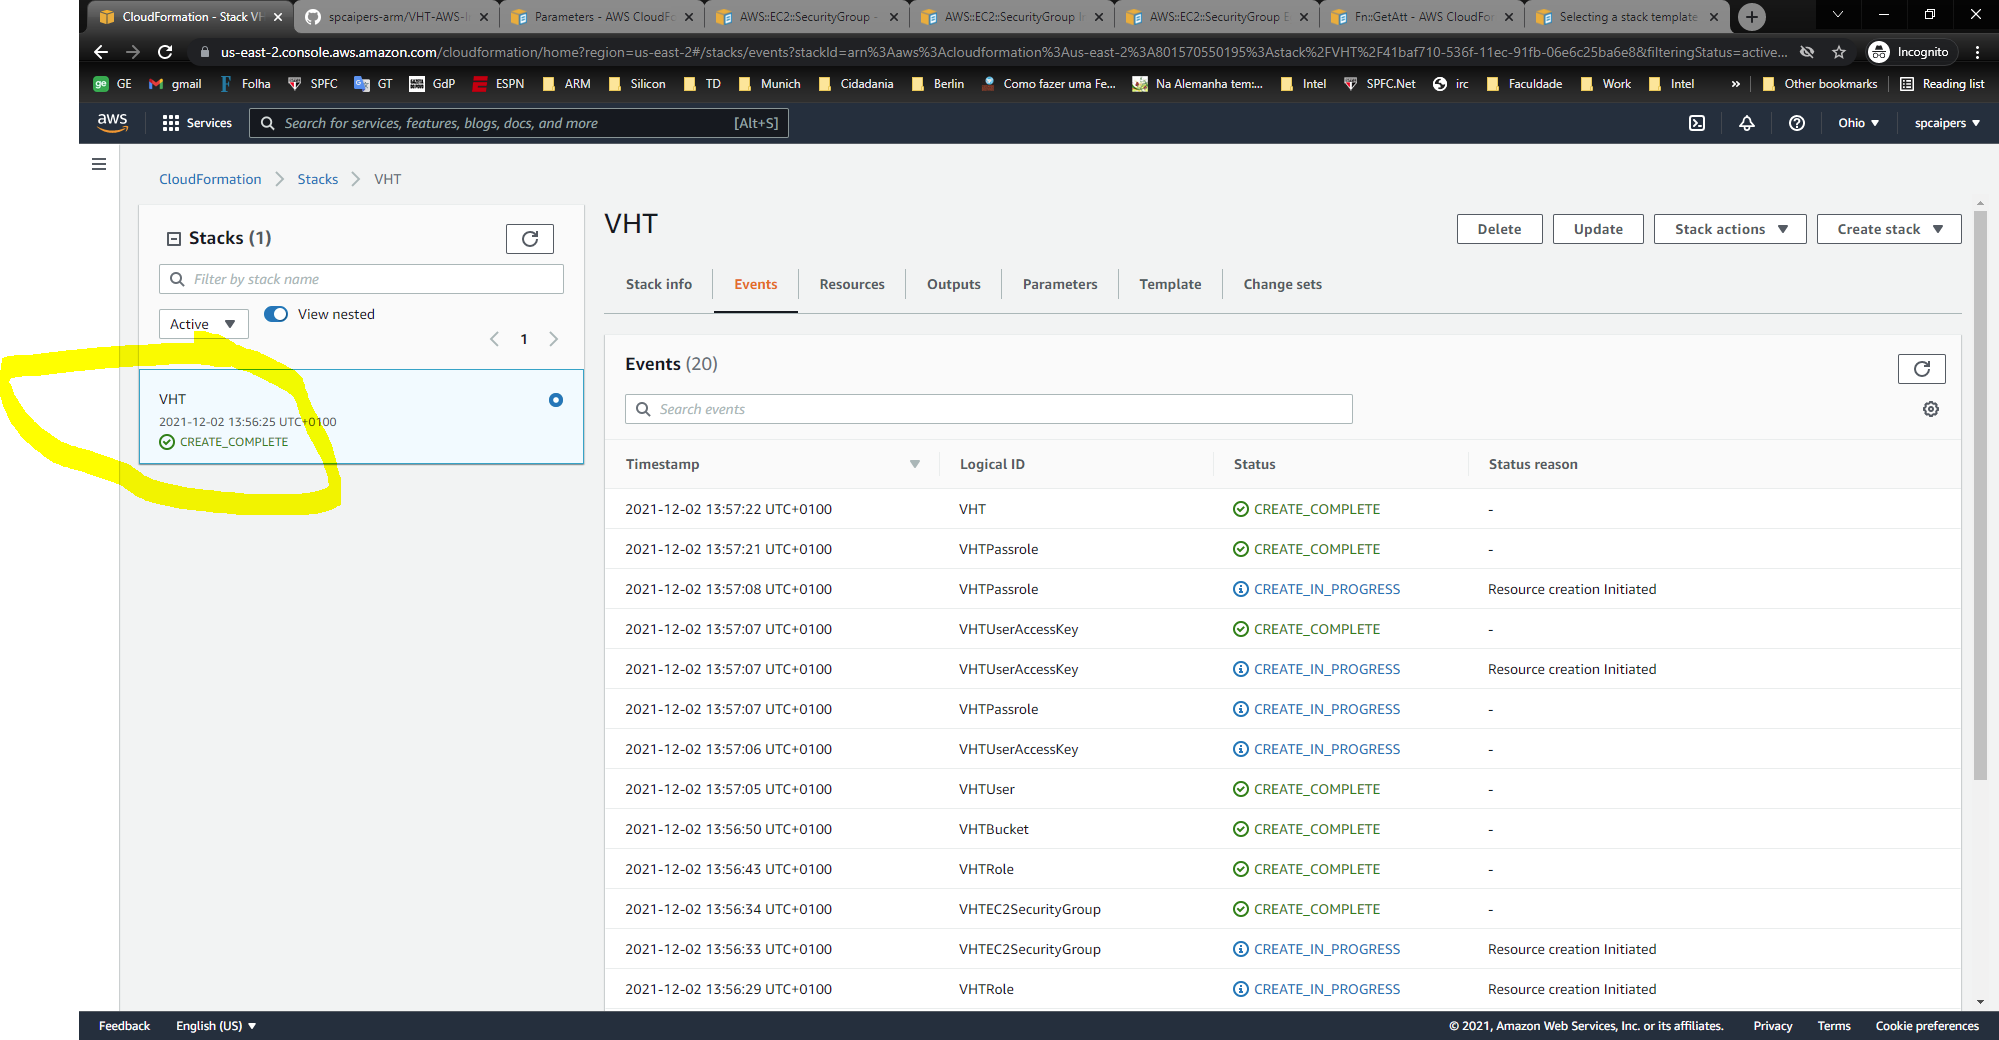 CloudFormation - Stack VH
spcaipers-arm/VHT-AWS-I
Parameters - AWS CloudFo
AWS::EC2::SecurityGroup -
AWS::EC2::SecurityGroup I
AWS::EC2::SecurityGroup E
Fn::GetAtt - AWS CloudFor
Selecting a stack template
us-east-2.console.aws.amazon.com/cloudformation/home?region=us-east-2#/stacks/events?stackId=arn%3Aaws%3Acloudformation%3Aus-east-2%3A801570550195%3Astack%2FVHT%2F41baf710-536f-11ec-91fb-06e6c25ba6e8&filteringStatus=active...
Incognito
GE
gmail
Folha
SPFC
GT
GdP
ESPN
ARM
Silicon
TD
Munich
Cidadania
Berlin
Como fazer uma Fe...
Na Alemanha tem:...
Intel
SPFC.Net
irc
Faculdade
Work
Intel
»
Other bookmarks
Reading list
aws
Services
Search for services, features, blogs, docs, and more
[Alt+S]
Ohio
spcaipers
CloudFormation
Stacks
VHT
Stacks (1)
Filter by stack name
Active
View nested
1
VHT
2021-12-02 13:56:25 UTC+0100
CREATE_COMPLETE
VHT
Delete
Update
Stack actions
Create stack
Stack info
Events
Resources
Outputs
Parameters
Template
Change sets
Events (20)
Search events
Timestamp Logical ID Status Status reason
2021-12-02 13:57:22 UTC+0100 VHT CREATE_COMPLETE -
2021-12-02 13:57:21 UTC+0100 VHTPassrole CREATE_COMPLETE -
2021-12-02 13:57:08 UTC+0100 VHTPassrole CREATE_IN_PROGRESS Resource creation Initiated
2021-12-02 13:57:07 UTC+0100 VHTUserAccessKey CREATE_COMPLETE -
2021-12-02 13:57:07 UTC+0100 VHTUserAccessKey CREATE_IN_PROGRESS Resource creation Initiated
2021-12-02 13:57:07 UTC+0100 VHTPassrole CREATE_IN_PROGRESS -
2021-12-02 13:57:06 UTC+0100 VHTUserAccessKey CREATE_IN_PROGRESS -
2021-12-02 13:57:05 UTC+0100 VHTUser CREATE_COMPLETE -
2021-12-02 13:56:50 UTC+0100 VHTBucket CREATE_COMPLETE -
2021-12-02 13:56:43 UTC+0100 VHTRole CREATE_COMPLETE -
2021-12-02 13:56:34 UTC+0100 VHTEC2SecurityGroup CREATE_COMPLETE -
2021-12-02 13:56:33 UTC+0100 VHTEC2SecurityGroup CREATE_IN_PROGRESS Resource creation Initiated
2021-12-02 13:56:29 UTC+0100 VHTRole CREATE_IN_PROGRESS Resource creation Initiated
Feedback
English (US)
© 2021, Amazon Web Services, Inc. or its affiliates.
Privacy
Terms
Cookie preferences